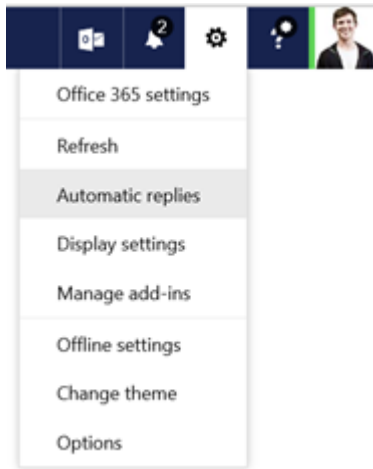 2
Office 365 settings
Refresh
Automatic replies
Display settings
Manage add-ins
Offline settings
Change theme
Options